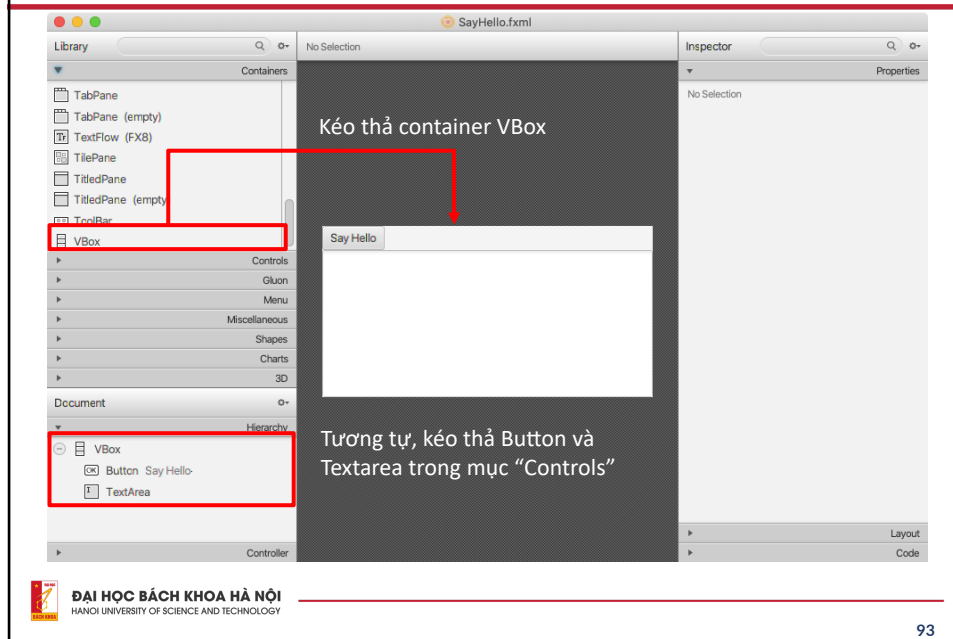 SayHello.fxml
Library
No Selection
Inspector
Containers
Properties
TabPane
TabPane (empty)
TextFlow (FX8)
TilePane
TitledPane
TitledPane (empty)
ToolBar
VBox
Controls
Gluon
Menu
Miscellaneous
Shapes
Charts
3D
Document
Hierarchy
VBox
OK Button Say Hello
TextArea
Controller
Kéo thả container VBox
Say Hello
Tương tự, kéo thả Button và
Textarea trong mục “Controls”
No Selection
Layout
Code
ĐẠI HỌC BÁCH KHOA HÀ NỘI
HANOI UNIVERSITY OF SCIENCE AND TECHNOLOGY
93